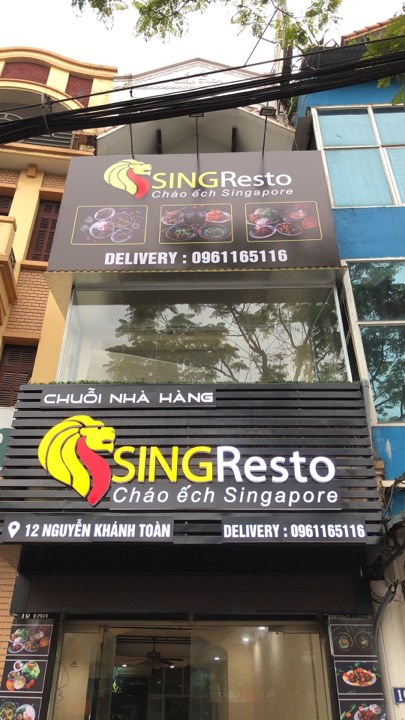 SINGResto
Cháo ếch Singapore
DELIVERY : 0961165116
CHUỖI NHÀ HÀNG
SINGResto
Cháo ếch Singapore
12 NGUYỄN KHÁNH TOÀN
DELIVERY : 0961165116